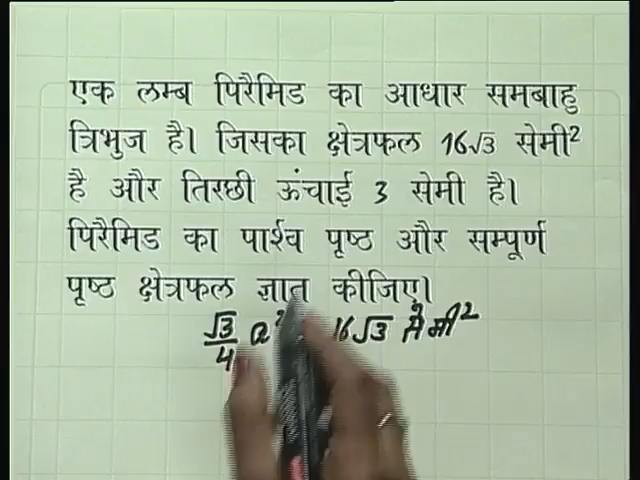 एक लम्ब पिरैमिड का आधार समबाहु
त्रिभुज है। जिसका क्षेत्रफल 16√3 सेमी²
है और तिरछी ऊंचाई 3 सेमी है।
पिरैमिड का पार्श्व पृष्ठ और सम्पूर्ण
पृष्ठ क्षेत्रफल ज्ञात कीजिए।
√3/4 a² 16√3 सेमी²